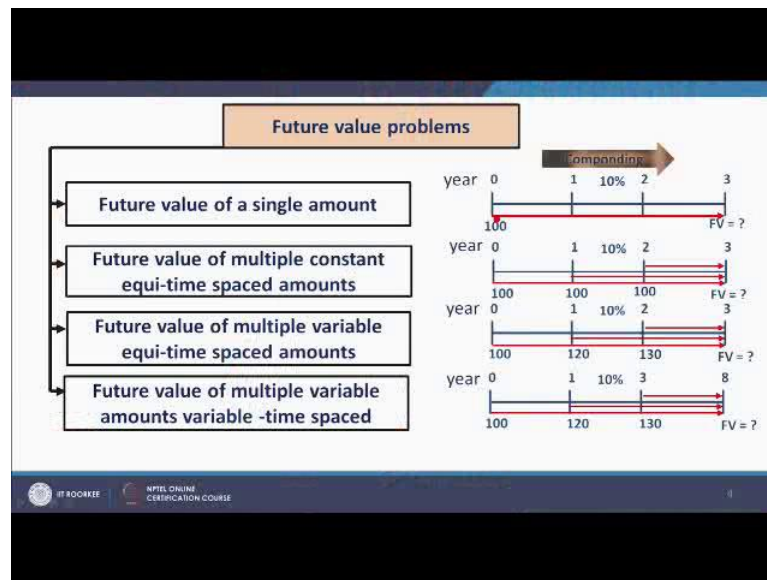 Future value problems
Componding
year 0 1 10% 2 3
Future value of a single amount
100 FV = ?
year 0 1 10% 2 3
Future value of multiple constant
equi-time spaced amounts
100 100 100 FV = ?
year 0 1 10% 2 3
Future value of multiple variable
equi-time spaced amounts
100 120 130 FV = ?
year 0 1 10% 3 8
Future value of multiple variable
amounts variable -time spaced
100 120 130 FV = ?
IIT ROORKEE
NPTEL ONLINE
CERTIFICATION COURSE